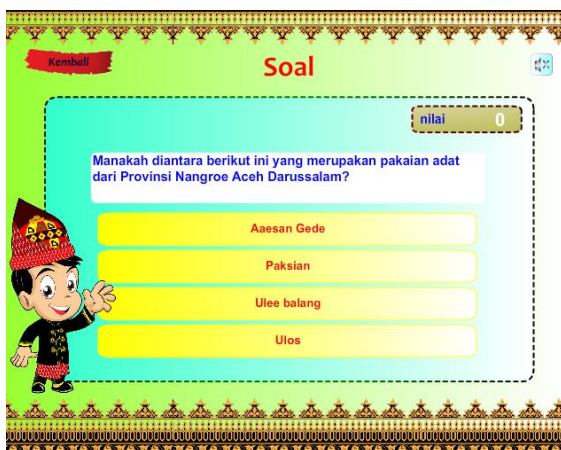 Kembali
Soal
nilai 0
Manakah diantara berikut ini yang merupakan pakaian adat
dari Provinsi Nangroe Aceh Darussalam?
Aaesan Gede
Paksian
Ulee balang
Ulos